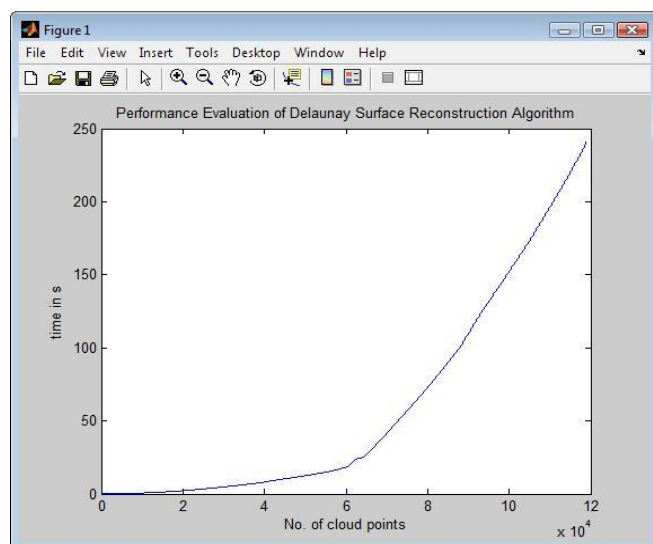 Figure 1
File Edit View Insert Tools Desktop Window Help
Performance Evaluation of Delaunay Surface Reconstruction Algorithm
250
200
150
100
50
0
time in s
0 2 4 6 8 10 12
No. of cloud points
x 10^4